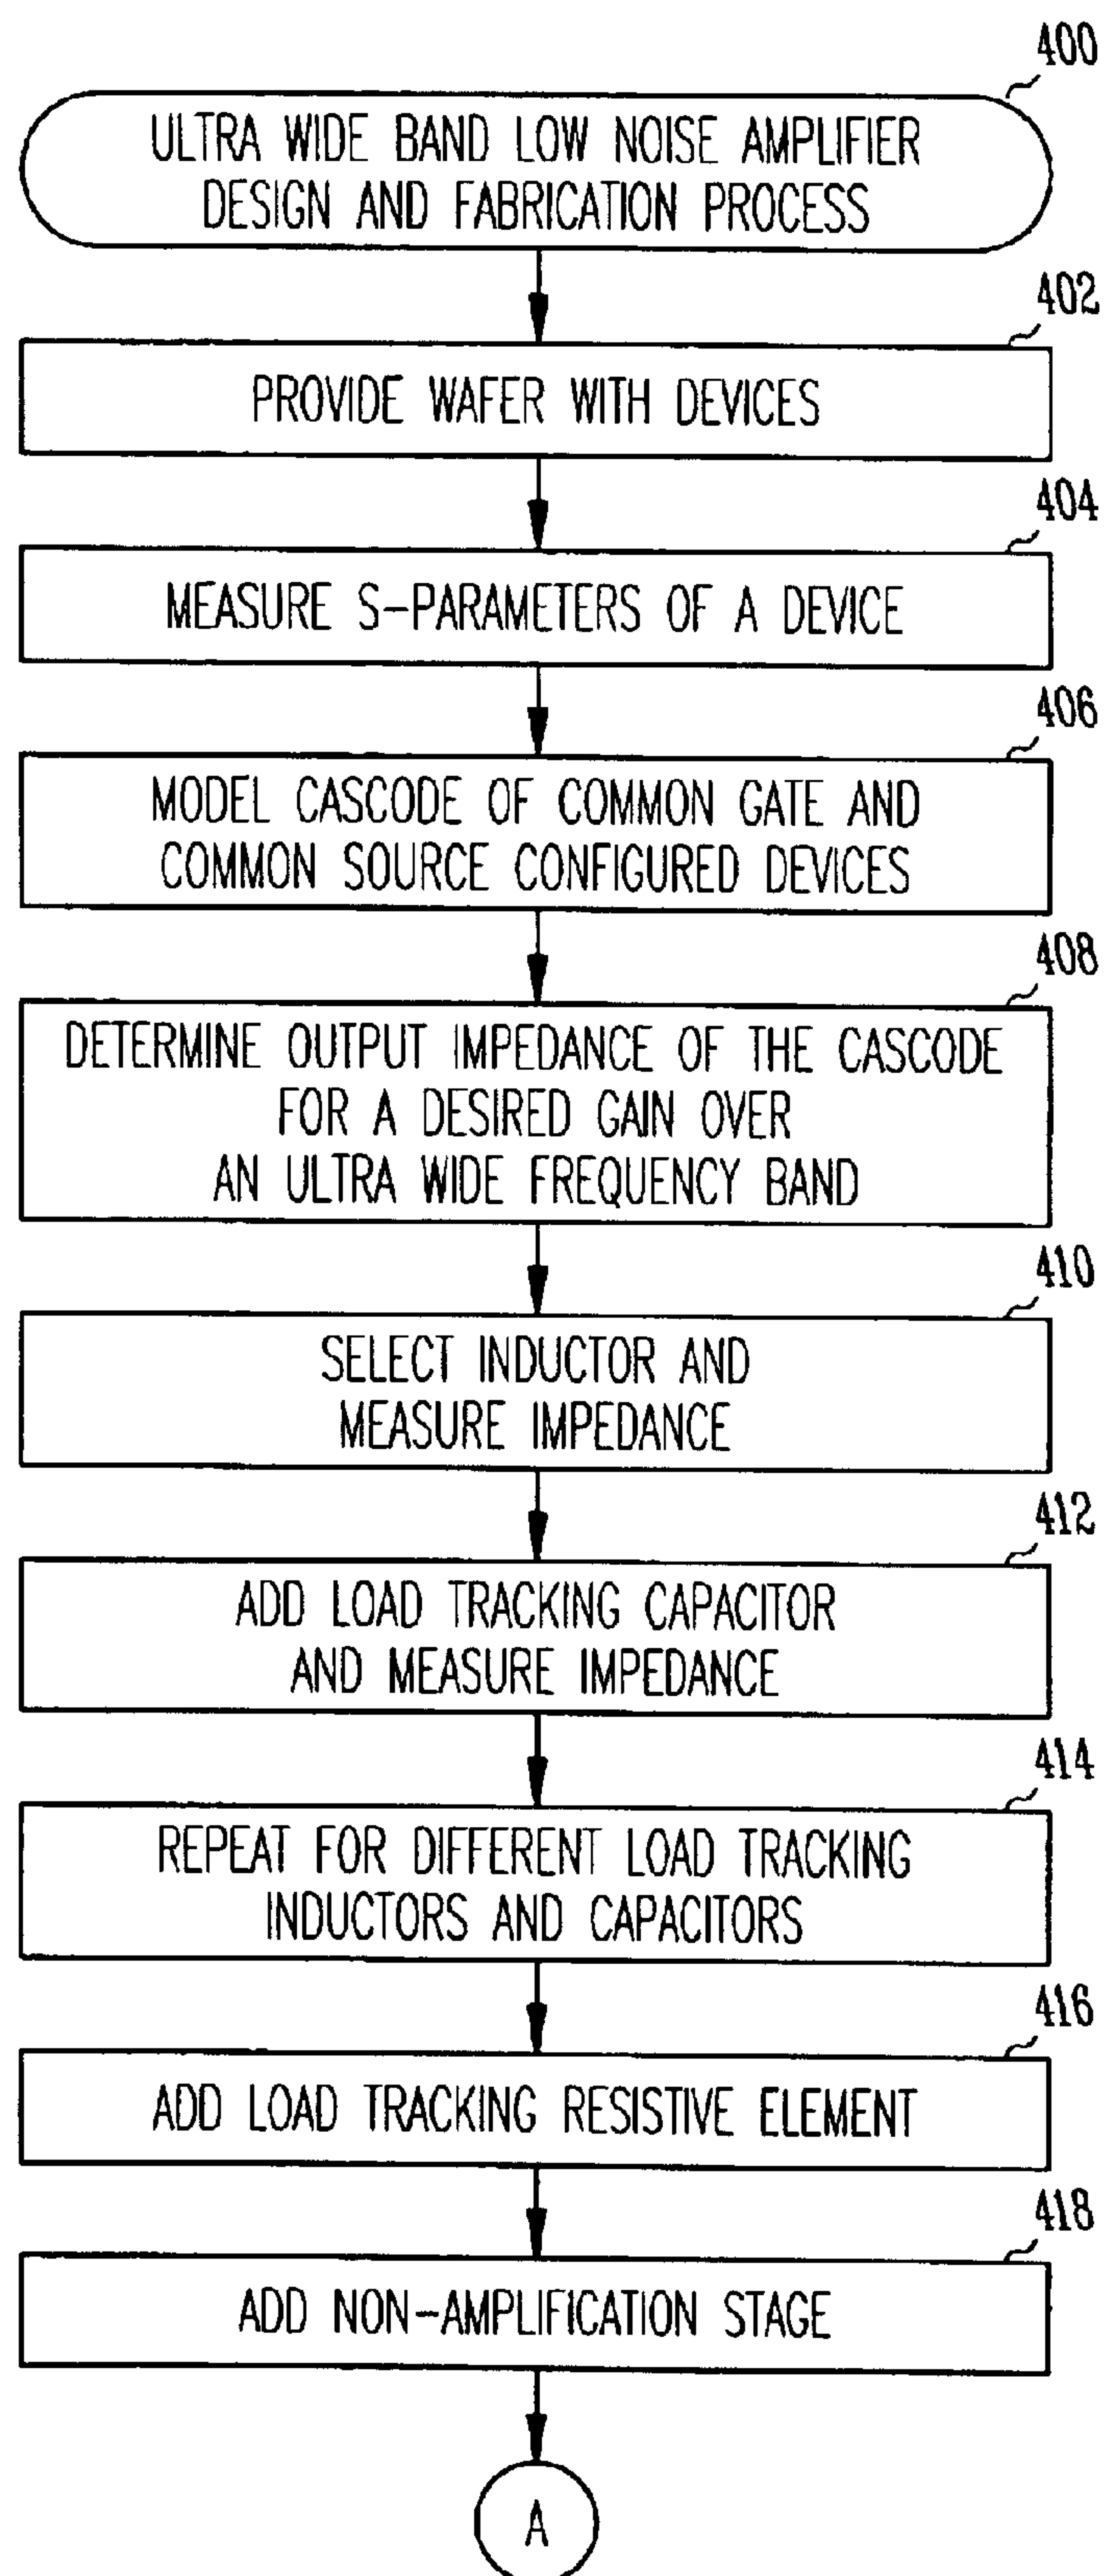 400
ULTRA WIDE BAND LOW NOISE AMPLIFIER
DESIGN AND FABRICATION PROCESS
402
PROVIDE WAFER WITH DEVICES
404
MEASURE S-PARAMETERS OF A DEVICE
406
MODEL CASCODE OF COMMON GATE AND
COMMON SOURCE CONFIGURED DEVICES
408
DETERMINE OUTPUT IMPEDANCE OF THE CASCODE
FOR A DESIRED GAIN OVER
AN ULTRA WIDE FREQUENCY BAND
410
SELECT INDUCTOR AND
MEASURE IMPEDANCE
412
ADD LOAD TRACKING CAPACITOR
AND MEASURE IMPEDANCE
414
REPEAT FOR DIFFERENT LOAD TRACKING
INDUCTORS AND CAPACITORS
416
ADD LOAD TRACKING RESISTIVE ELEMENT
418
ADD NON-AMPLIFICATION STAGE
A